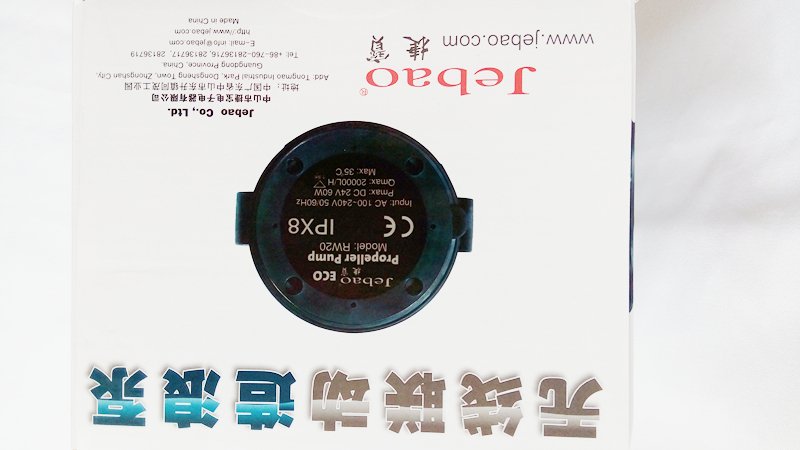 无线联动造浪泵
Jebao 捷寶
ECO
Propeller Pump
Model: RW20
CE IPX8
Input: AC 100~240V 50/60Hz
Pmax: DC 24V 60W
Qmax: 20000L/H
Max: 35℃
Jebao®
捷 寶
www.jebao.com
Jebao Co., Ltd.
中山市捷宝电子电器有限公司
地址：中国广东省中山市东升镇同茂工业园
Add: Tongmao Industrial Park, Dongsheng Town, Zhongshan City,
Guangdong Province, China.
Tel: +86-760-28136716, 28136717, 28136719
E-mail: info@jebao.com
http://www.jebao.com
Made in China